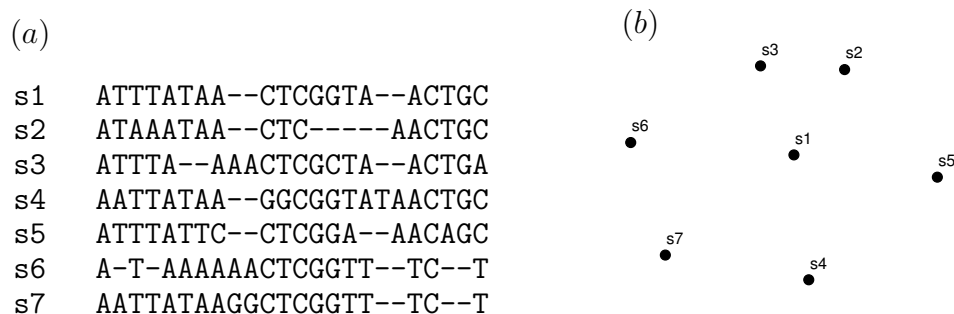 (a)
s1 ATTTATAA--CTCGGTA--ACTGC
s2 ATAAATAA--CTC-----AACTGC
s3 ATTTA--AAACTCGCTA--ACTGA
s4 AATTATAA--GGCGGTATAACTGC
s5 ATTTATTC--CTCGGA--AACAGC
s6 A-T-AAAAAACTCGGTT--TC--T
s7 AATTATAAGGCTCGGTT--TC--T
(b)
s3
s2
s6
s1
s5
s7
s4